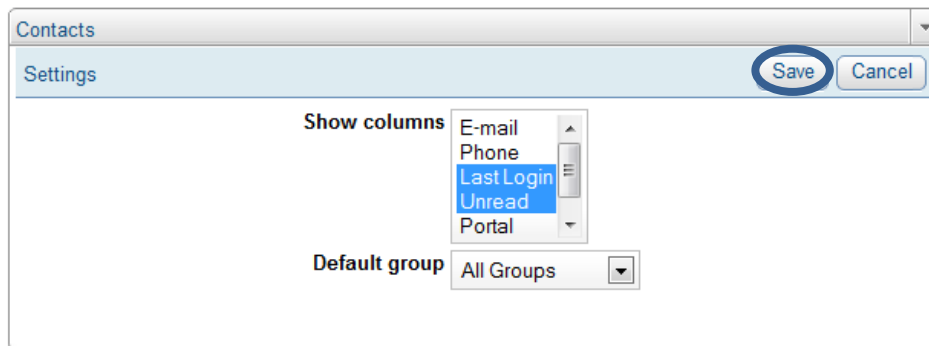 Contacts
Settings Save Cancel
Show columns E-mail
Phone
Last Login
Unread
Portal
Default group All Groups